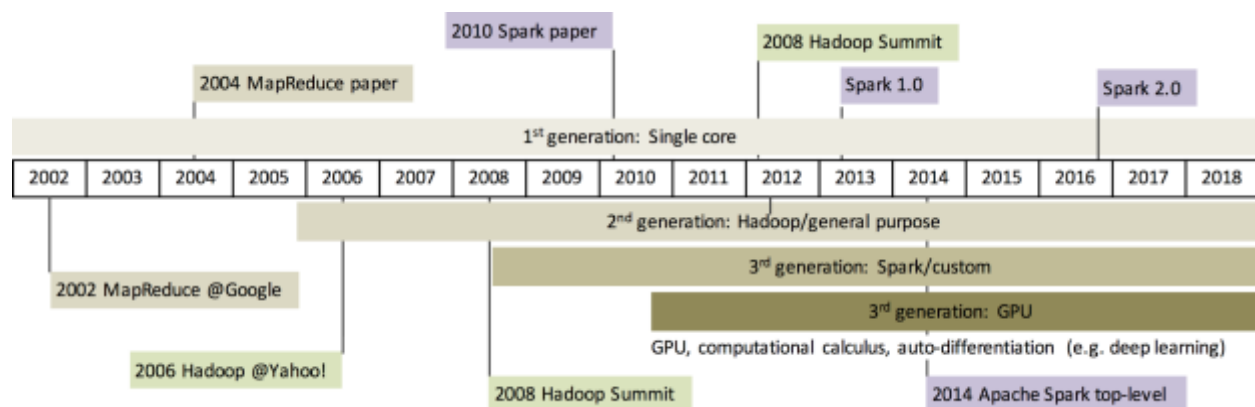 2010 Spark paper
2008 Hadoop Summit
2004 MapReduce paper
Spark 1.0
Spark 2.0
1st generation: Single core
2002 2003 2004 2005 2006 2007 2008 2009 2010 2011 2012 2013 2014 2015 2016 2017 2018
2nd generation: Hadoop/general purpose
3rd generation: Spark/custom
2002 MapReduce @Google
3rd generation: GPU
GPU, computational calculus, auto-differentiation (e.g. deep learning)
2006 Hadoop @Yahoo!
2008 Hadoop Summit
2014 Apache Spark top-level